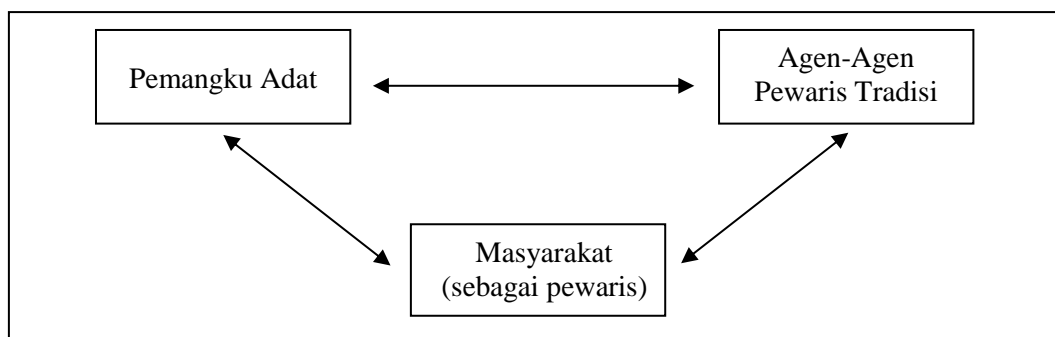 Pemangku Adat
Agen-Agen
Pewaris Tradisi
Masyarakat
(sebagai pewaris)